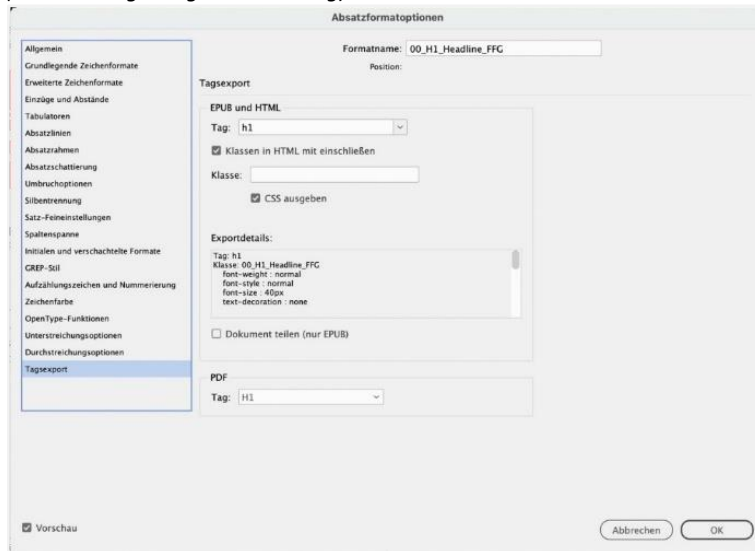 Absatzformatoptionen
Allgemein
Grundlegende Zeichenformate
Erweiterte Zeichenformate
Einzüge und Abstände
Tabulatoren
Absatzlinien
Absatzrahmen
Absatzschattierung
Umbruchoptionen
Silbentrennung
Satz-Feineinstellungen
Spaltenspanne
Initialen und verschachtelte Formate
GREP-Stil
Aufzählungszeichen und Nummerierung
Zeichenfarbe
OpenType-Funktionen
Unterstreichungsoptionen
Durchstreichungsoptionen
Tagsexport
Formatname: 00_H1_Headline_FFG
Position:
Tagsexport
EPUB und HTML
Tag: h1
Klassen in HTML mit einschließen
Klasse:
CSS ausgeben
Exportdetails:
Tag: h1
Klasse: 00_H1_Headline_FFG
font-weight : normal
font-style : normal
font-size : 40px
text-decoration : none
Dokument teilen (nur EPUB)
PDF
Tag: H1
Vorschau
Abbrechen
OK